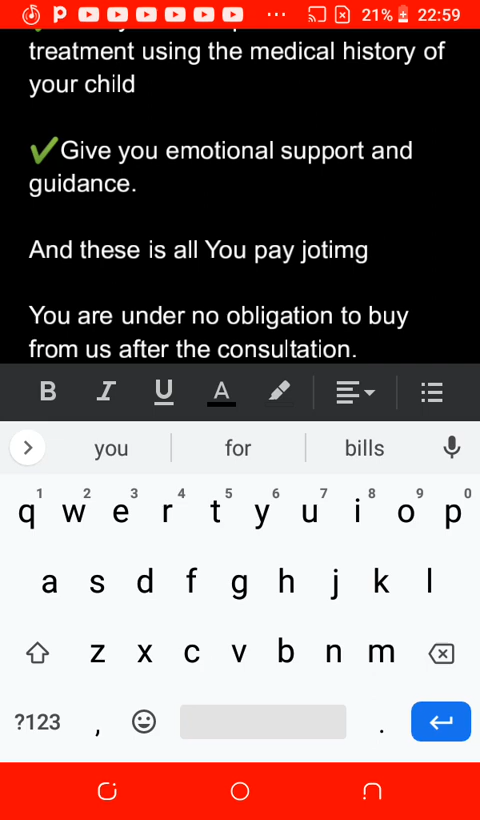 21% 22:59
treatment using the medical history of
your child
✔Give you emotional support and
guidance.
And these is all You pay jotimg
You are under no obligation to buy
from us after the consultation.
B I U A
you for bills
1 2 3 4 5 6 7 8 9 0
q w e r t y u i o p
a s d f g h j k l
z x c v b n m
?123 , .